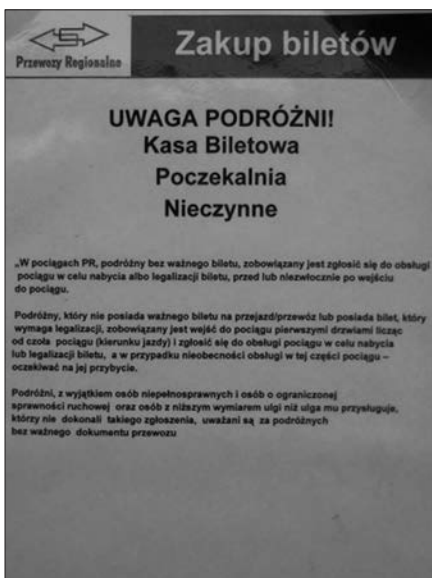 Przewozy Regionalne
Zakup biletów
UWAGA PODRÓŻNI!
Kasa Biletowa
Poczekalnia
Nieczynne
„W pociągach PR, podróżny bez ważnego biletu, zobowiązany jest zgłosić się do obsługi
pociągu w celu nabycia albo legalizacji biletu, przed lub niezwłocznie po wejściu
do pociągu.
Podróżny, który nie posiada ważnego biletu na przejazd/przewóz lub posiada bilet, który
wymaga legalizacji, zobowiązany jest wejść do pociągu pierwszymi drzwiami licząc
od czoła pociągu (kierunku jazdy) i zgłosić się do obsługi pociągu w celu nabycia
lub legalizacji biletu, a w przypadku nieobecności obsługi w tej części pociągu –
oczekiwać na jej przybycie.
Podróżni, z wyjątkiem osób niepełnosprawnych i osób o ograniczonej
sprawności ruchowej oraz osób z niższym wymiarem ulgi niż ulga mu przysługuje,
którzy nie dokonali takiego zgłoszenia, uważani są za podróżnych
bez ważnego dokumentu przewozu